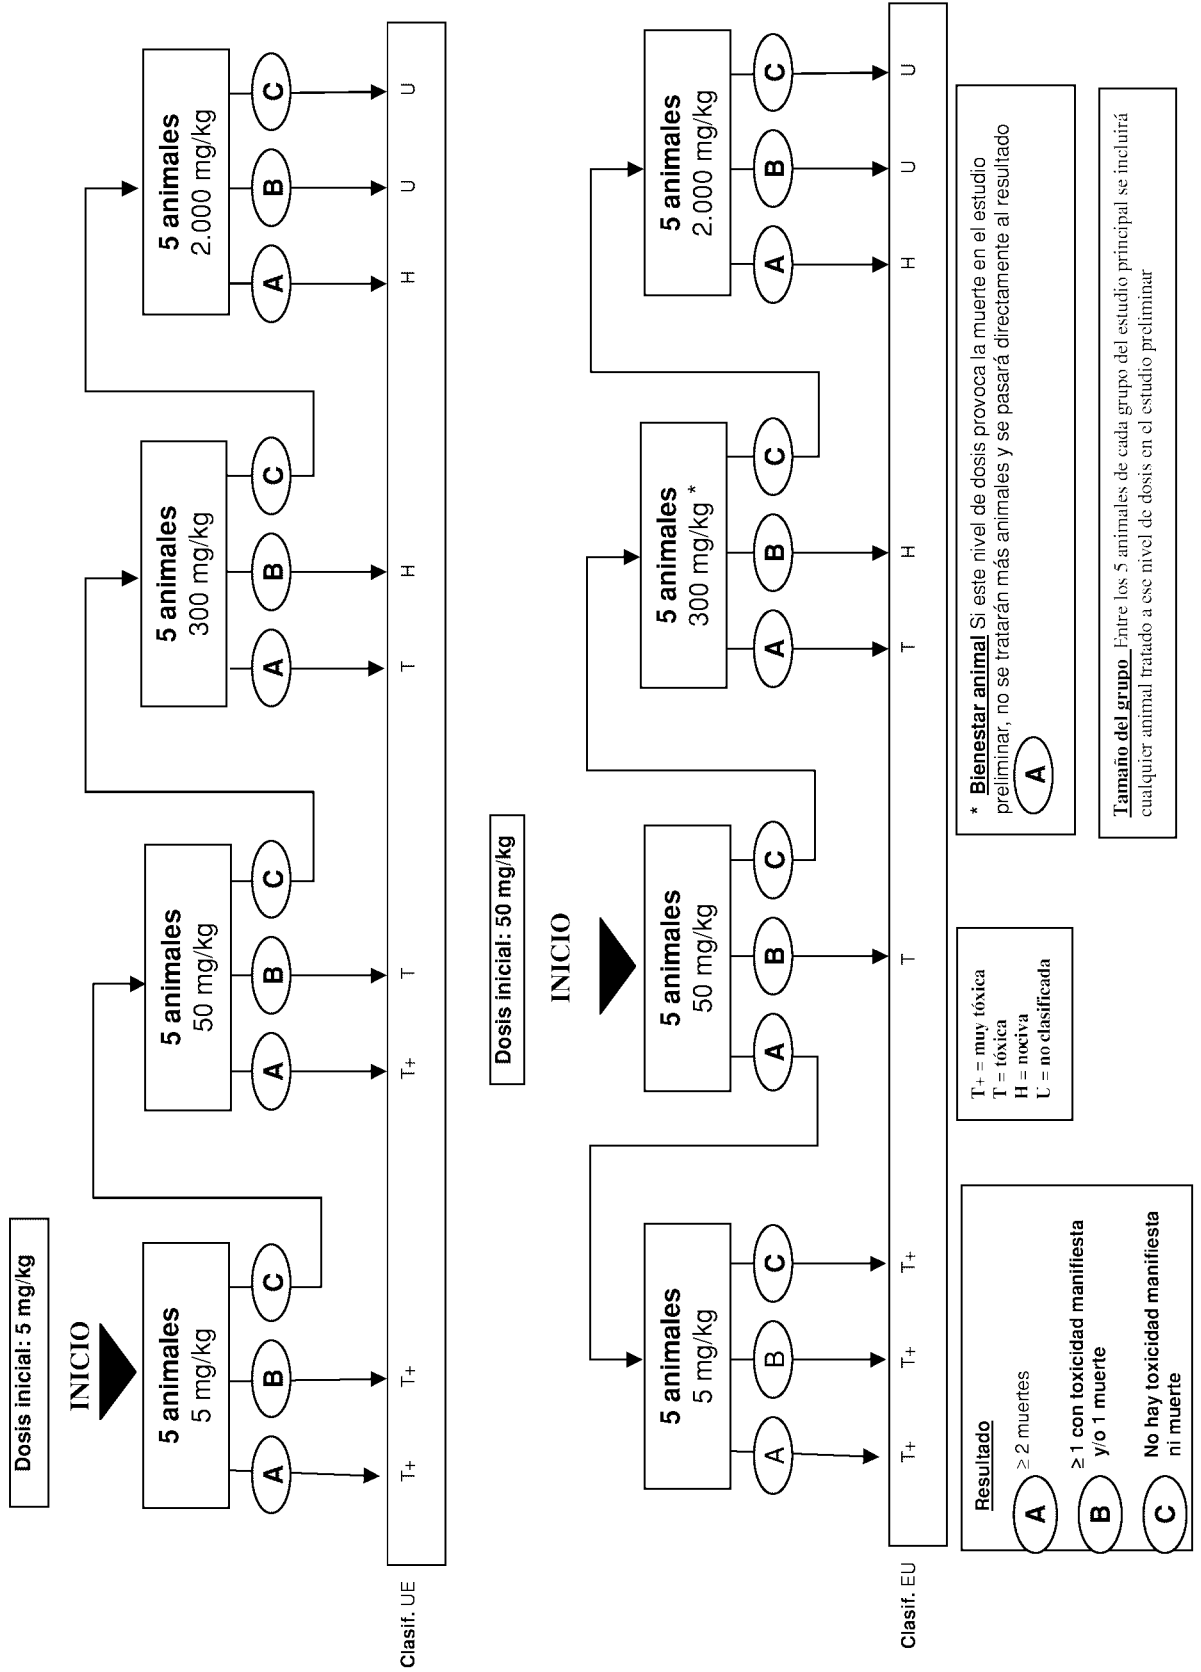 Dosis inicial: 5 mg/kg
INICIO
5 animales
5 mg/kg
5 animales
50 mg/kg
5 animales
300 mg/kg
5 animales
2.000 mg/kg
A
B
C
A
B
C
A
B
C
A
B
C
Clasif. UE
T+
T+
T+
T
T
H
H
U
U
Dosis inicial: 50 mg/kg
INICIO
5 animales
5 mg/kg
5 animales
50 mg/kg
5 animales
300 mg/kg *
5 animales
2.000 mg/kg
A
B
C
A
B
C
A
B
C
A
B
C
Clasif. EU
T+
T+
T+
T
T
H
H
U
U
Resultado
A ≥ 2 muertes
B ≥ 1 con toxicidad manifiesta
y/o 1 muerte
C No hay toxicidad manifiesta
ni muerte
T+ = muy tóxica
T = tóxica
H = nociva
U = no clasificada
* Bienestar animal Si este nivel de dosis provoca la muerte en el estudio
preliminar, no se tratarán más animales y se pasará directamente al resultado
A
Tamaño del grupo Entre los 5 animales de cada grupo del estudio principal se incluirá
cualquier animal tratado a ese nivel de dosis en el estudio preliminar